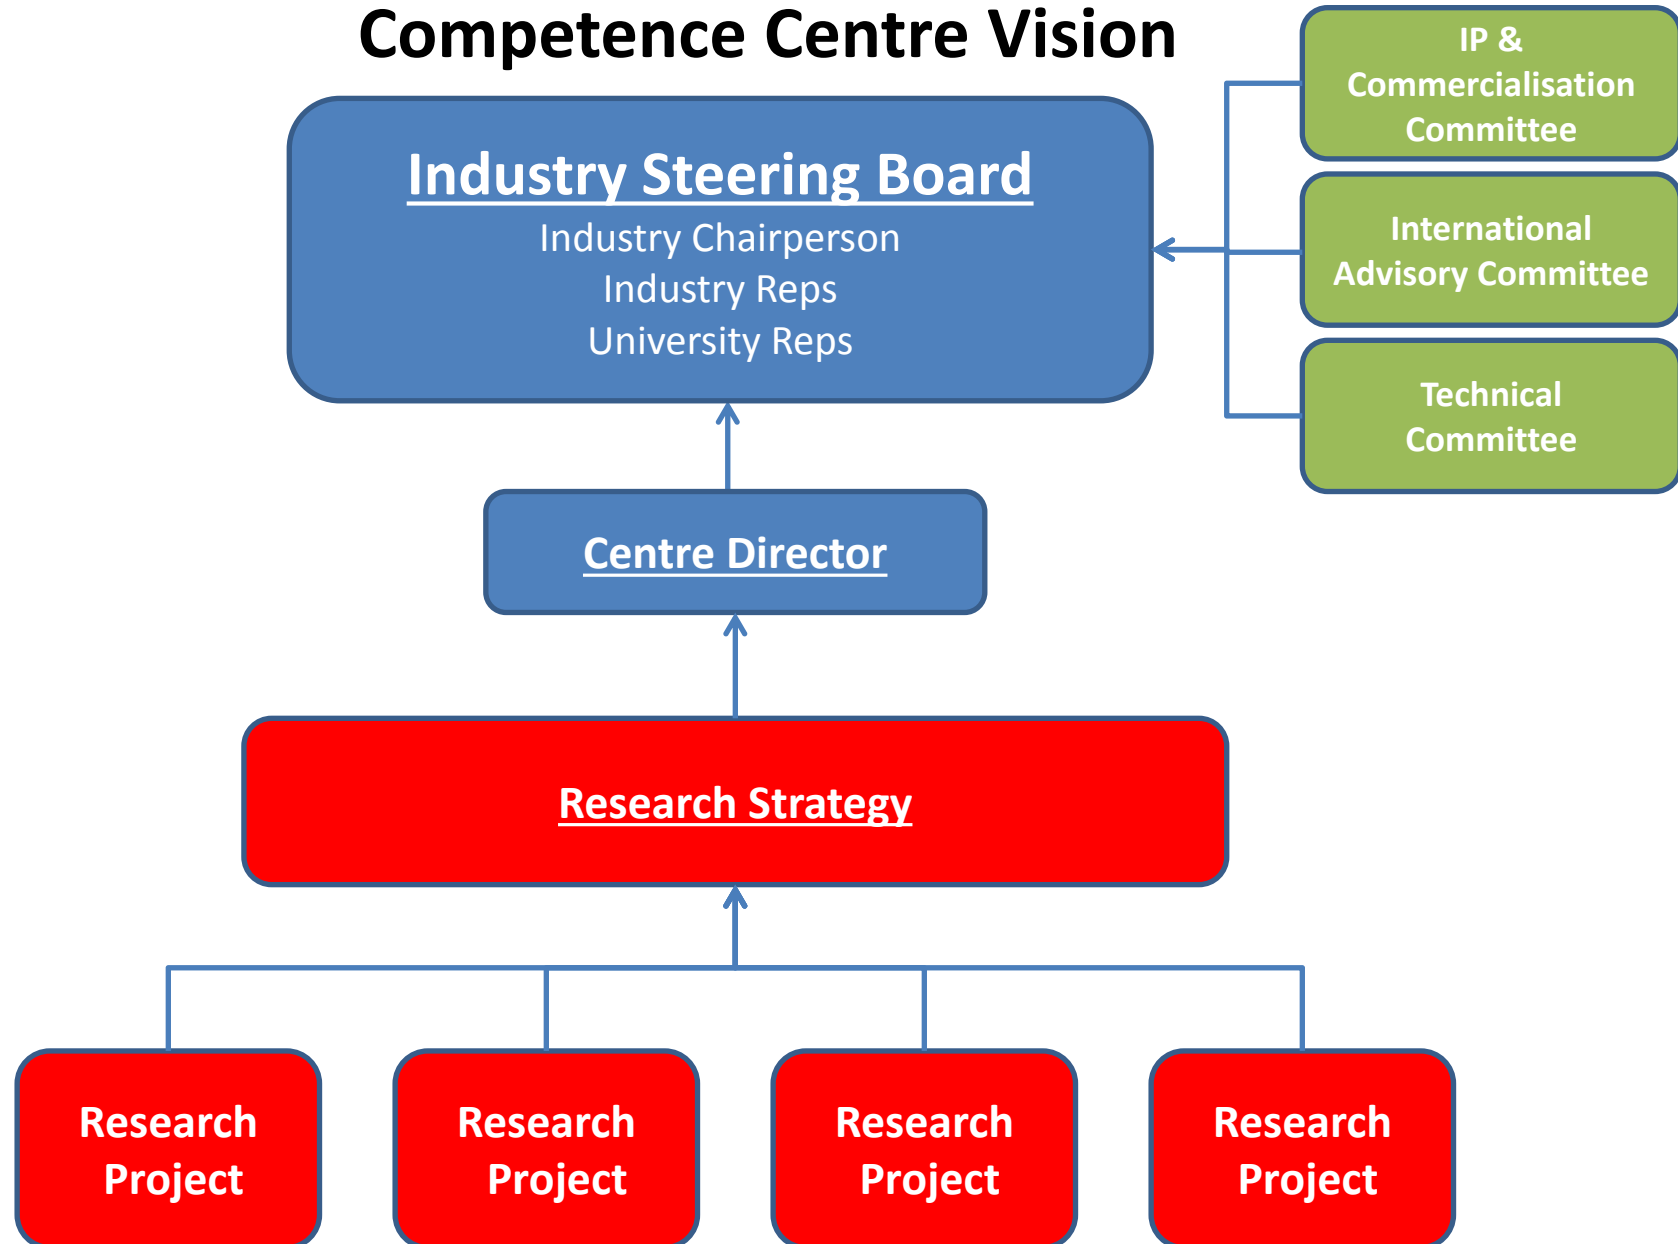 Competence Centre Vision
IP &
Commercialisation
Committee
Industry Steering Board
Industry Chairperson
Industry Reps
University Reps
International
Advisory Committee
Technical
Committee
Centre Director
Research Strategy
Research
Project
Research
Project
Research
Project
Research
Project